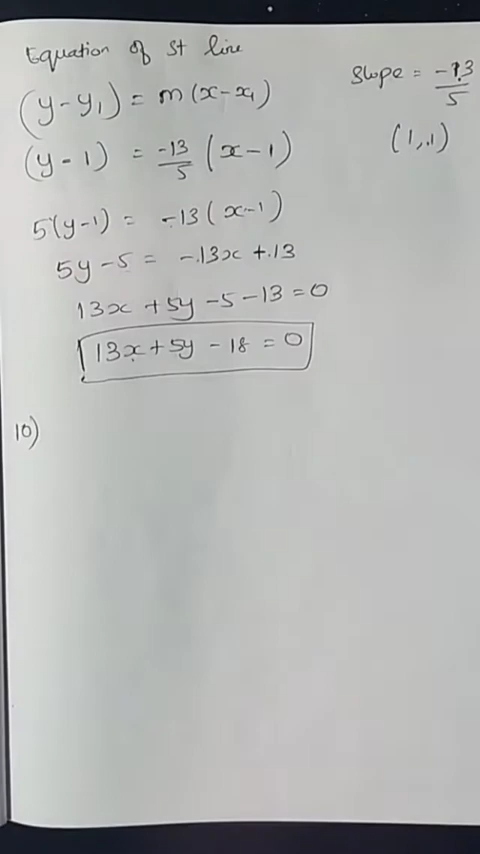 Equation of st line
slope = -13/5
(y-y₁) = m(x-x₁)
(1,1)
(y-1) = -13/5 (x-1)
5(y-1) = -13(x-1)
5y-5 = -13x+13
13x+5y-5-13=0
13x+5y-18=0
10)